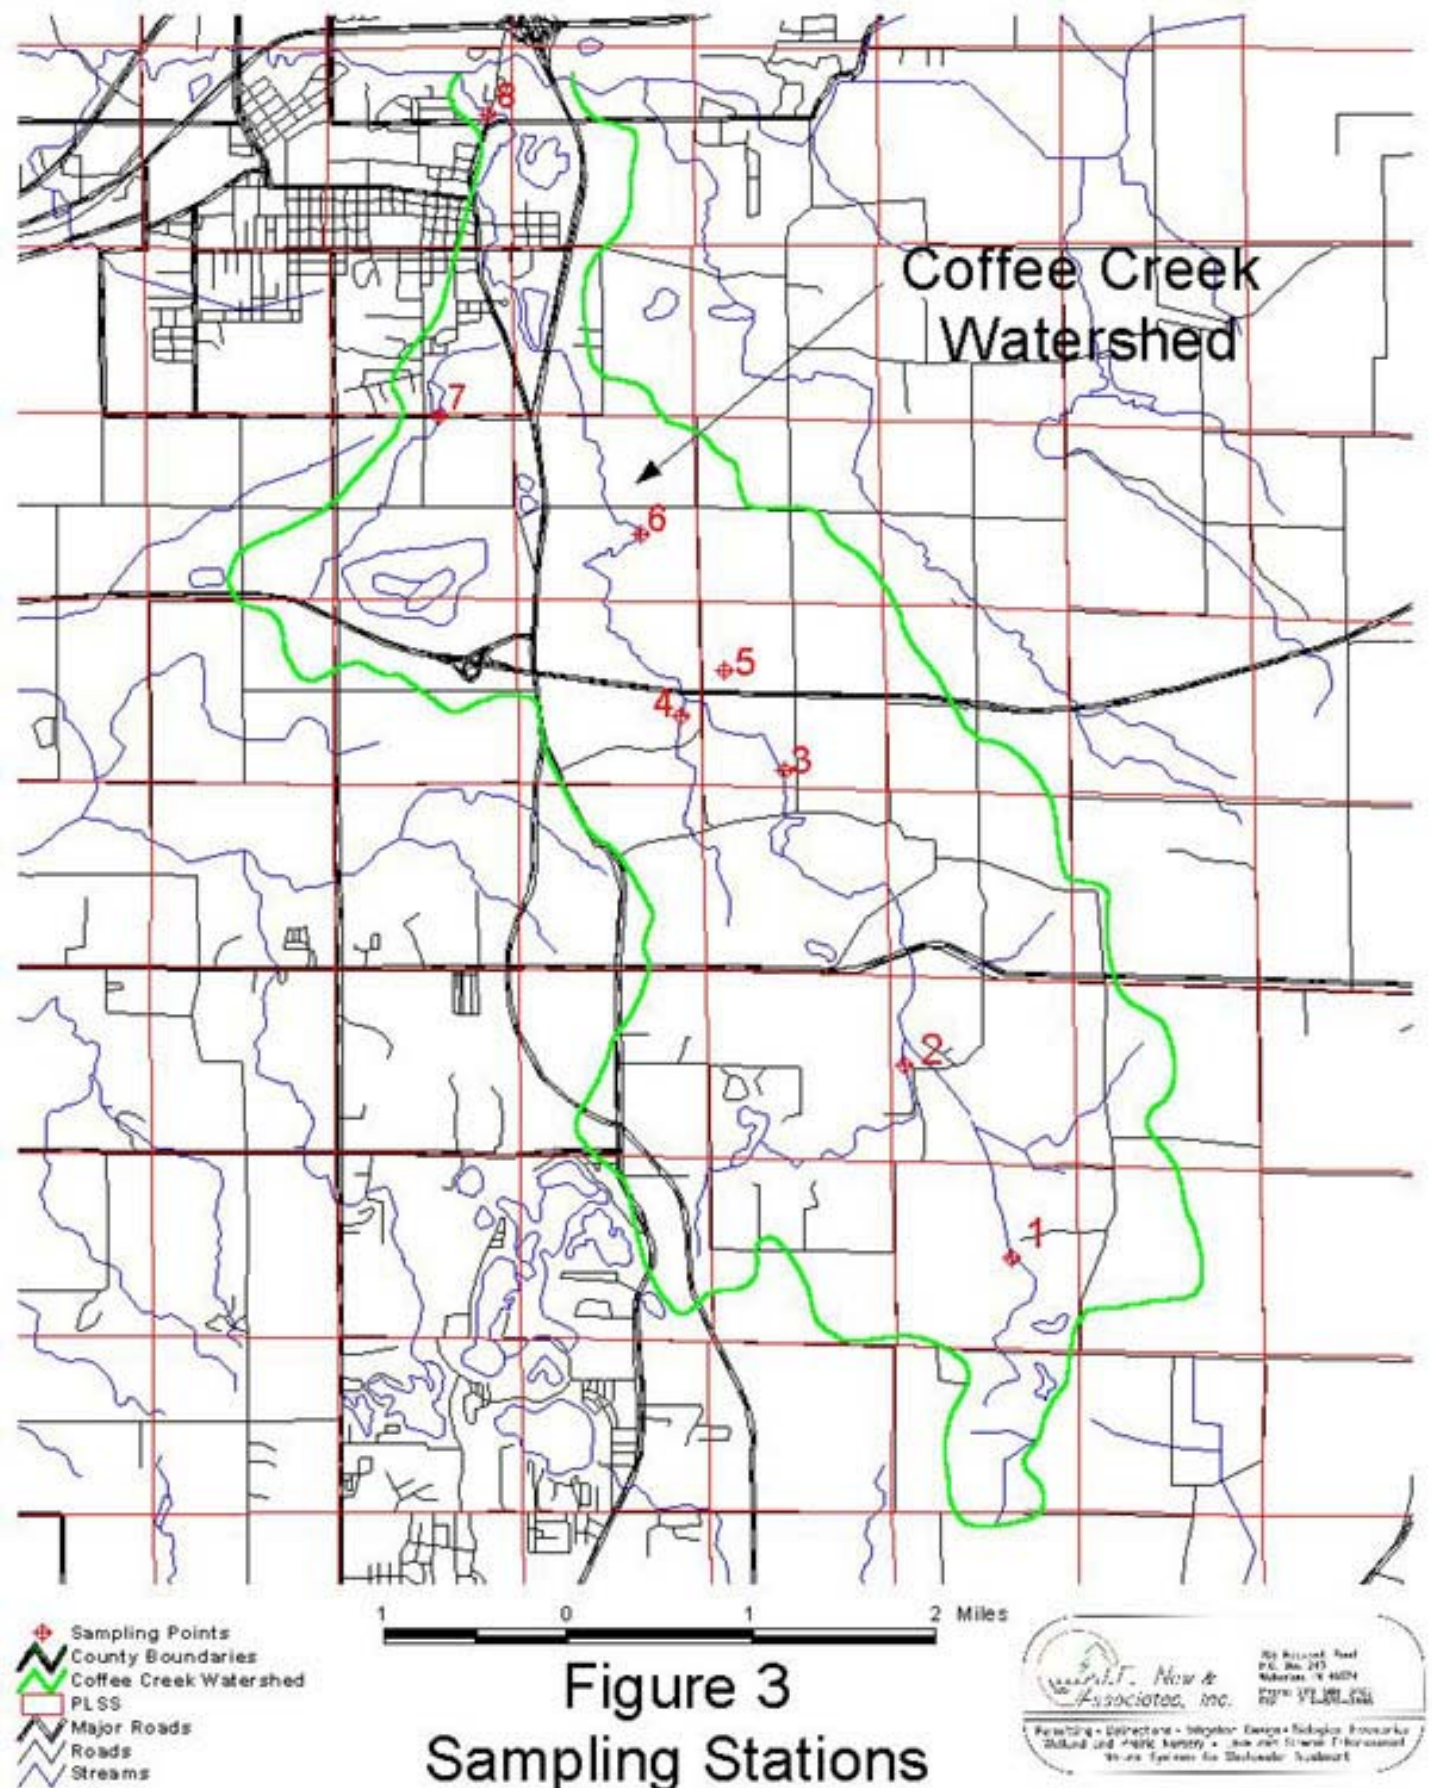 8
Coffee Creek
Watershed
7
6
5
4
3
2
1
1 0 1 2 Miles
Sampling Points
County Boundaries
Coffee Creek Watershed
PLSS
Major Roads
Roads
Streams
Figure 3
Sampling Stations
J.F. New &
Associates, Inc.